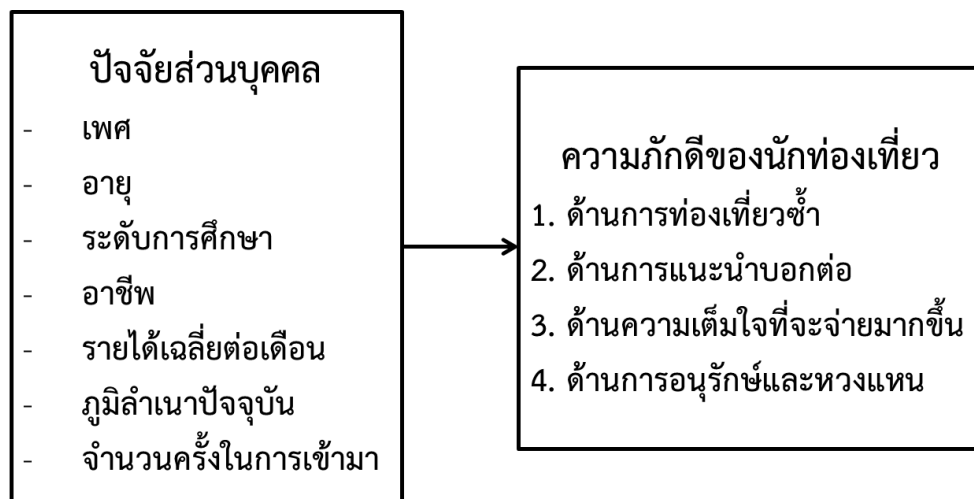 ปัจจัยส่วนบุคคล
- เพศ
- อายุ
- ระดับการศึกษา
- อาชีพ
- รายได้เฉลี่ยต่อเดือน
- ภูมิลำเนาปัจจุบัน
- จำนวนครั้งในการเข้ามา
ความภักดีของนักท่องเที่ยว
1. ด้านการท่องเที่ยวซ้ำ
2. ด้านการแนะนำบอกต่อ
3. ด้านความเต็มใจที่จะจ่ายมากขึ้น
4. ด้านการอนุรักษ์และหวงแหน